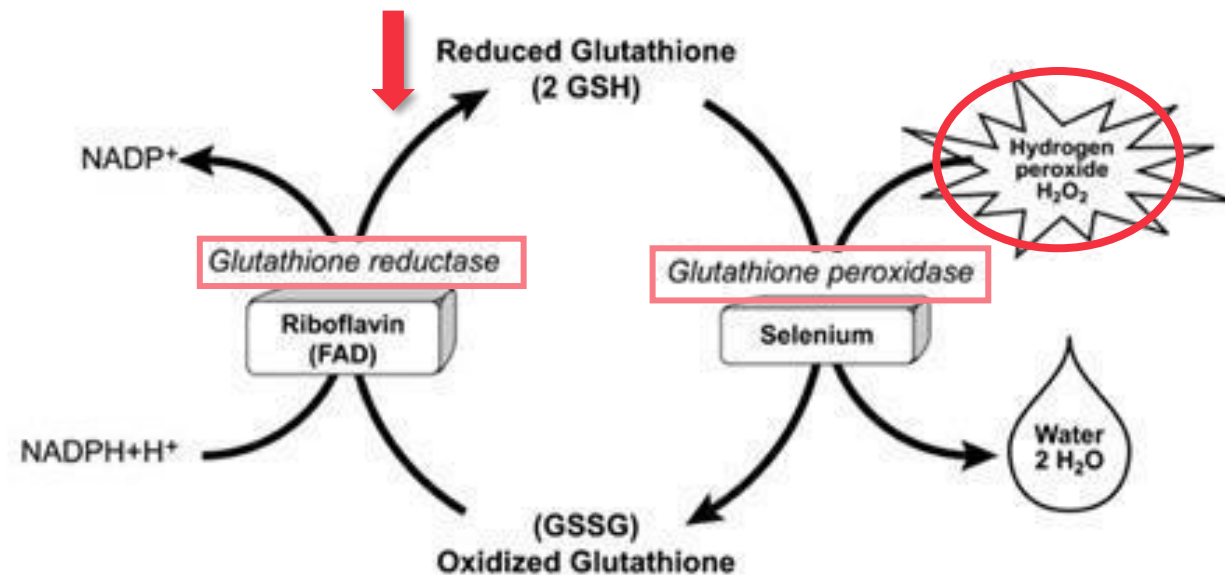 Reduced Glutathione
(2 GSH)
NADP⁺
Hydrogen
peroxide
H₂O₂
Glutathione reductase
Glutathione peroxidase
Riboflavin
(FAD)
Selenium
NADPH+H⁺
Water
2 H₂O
(GSSG)
Oxidized Glutathione